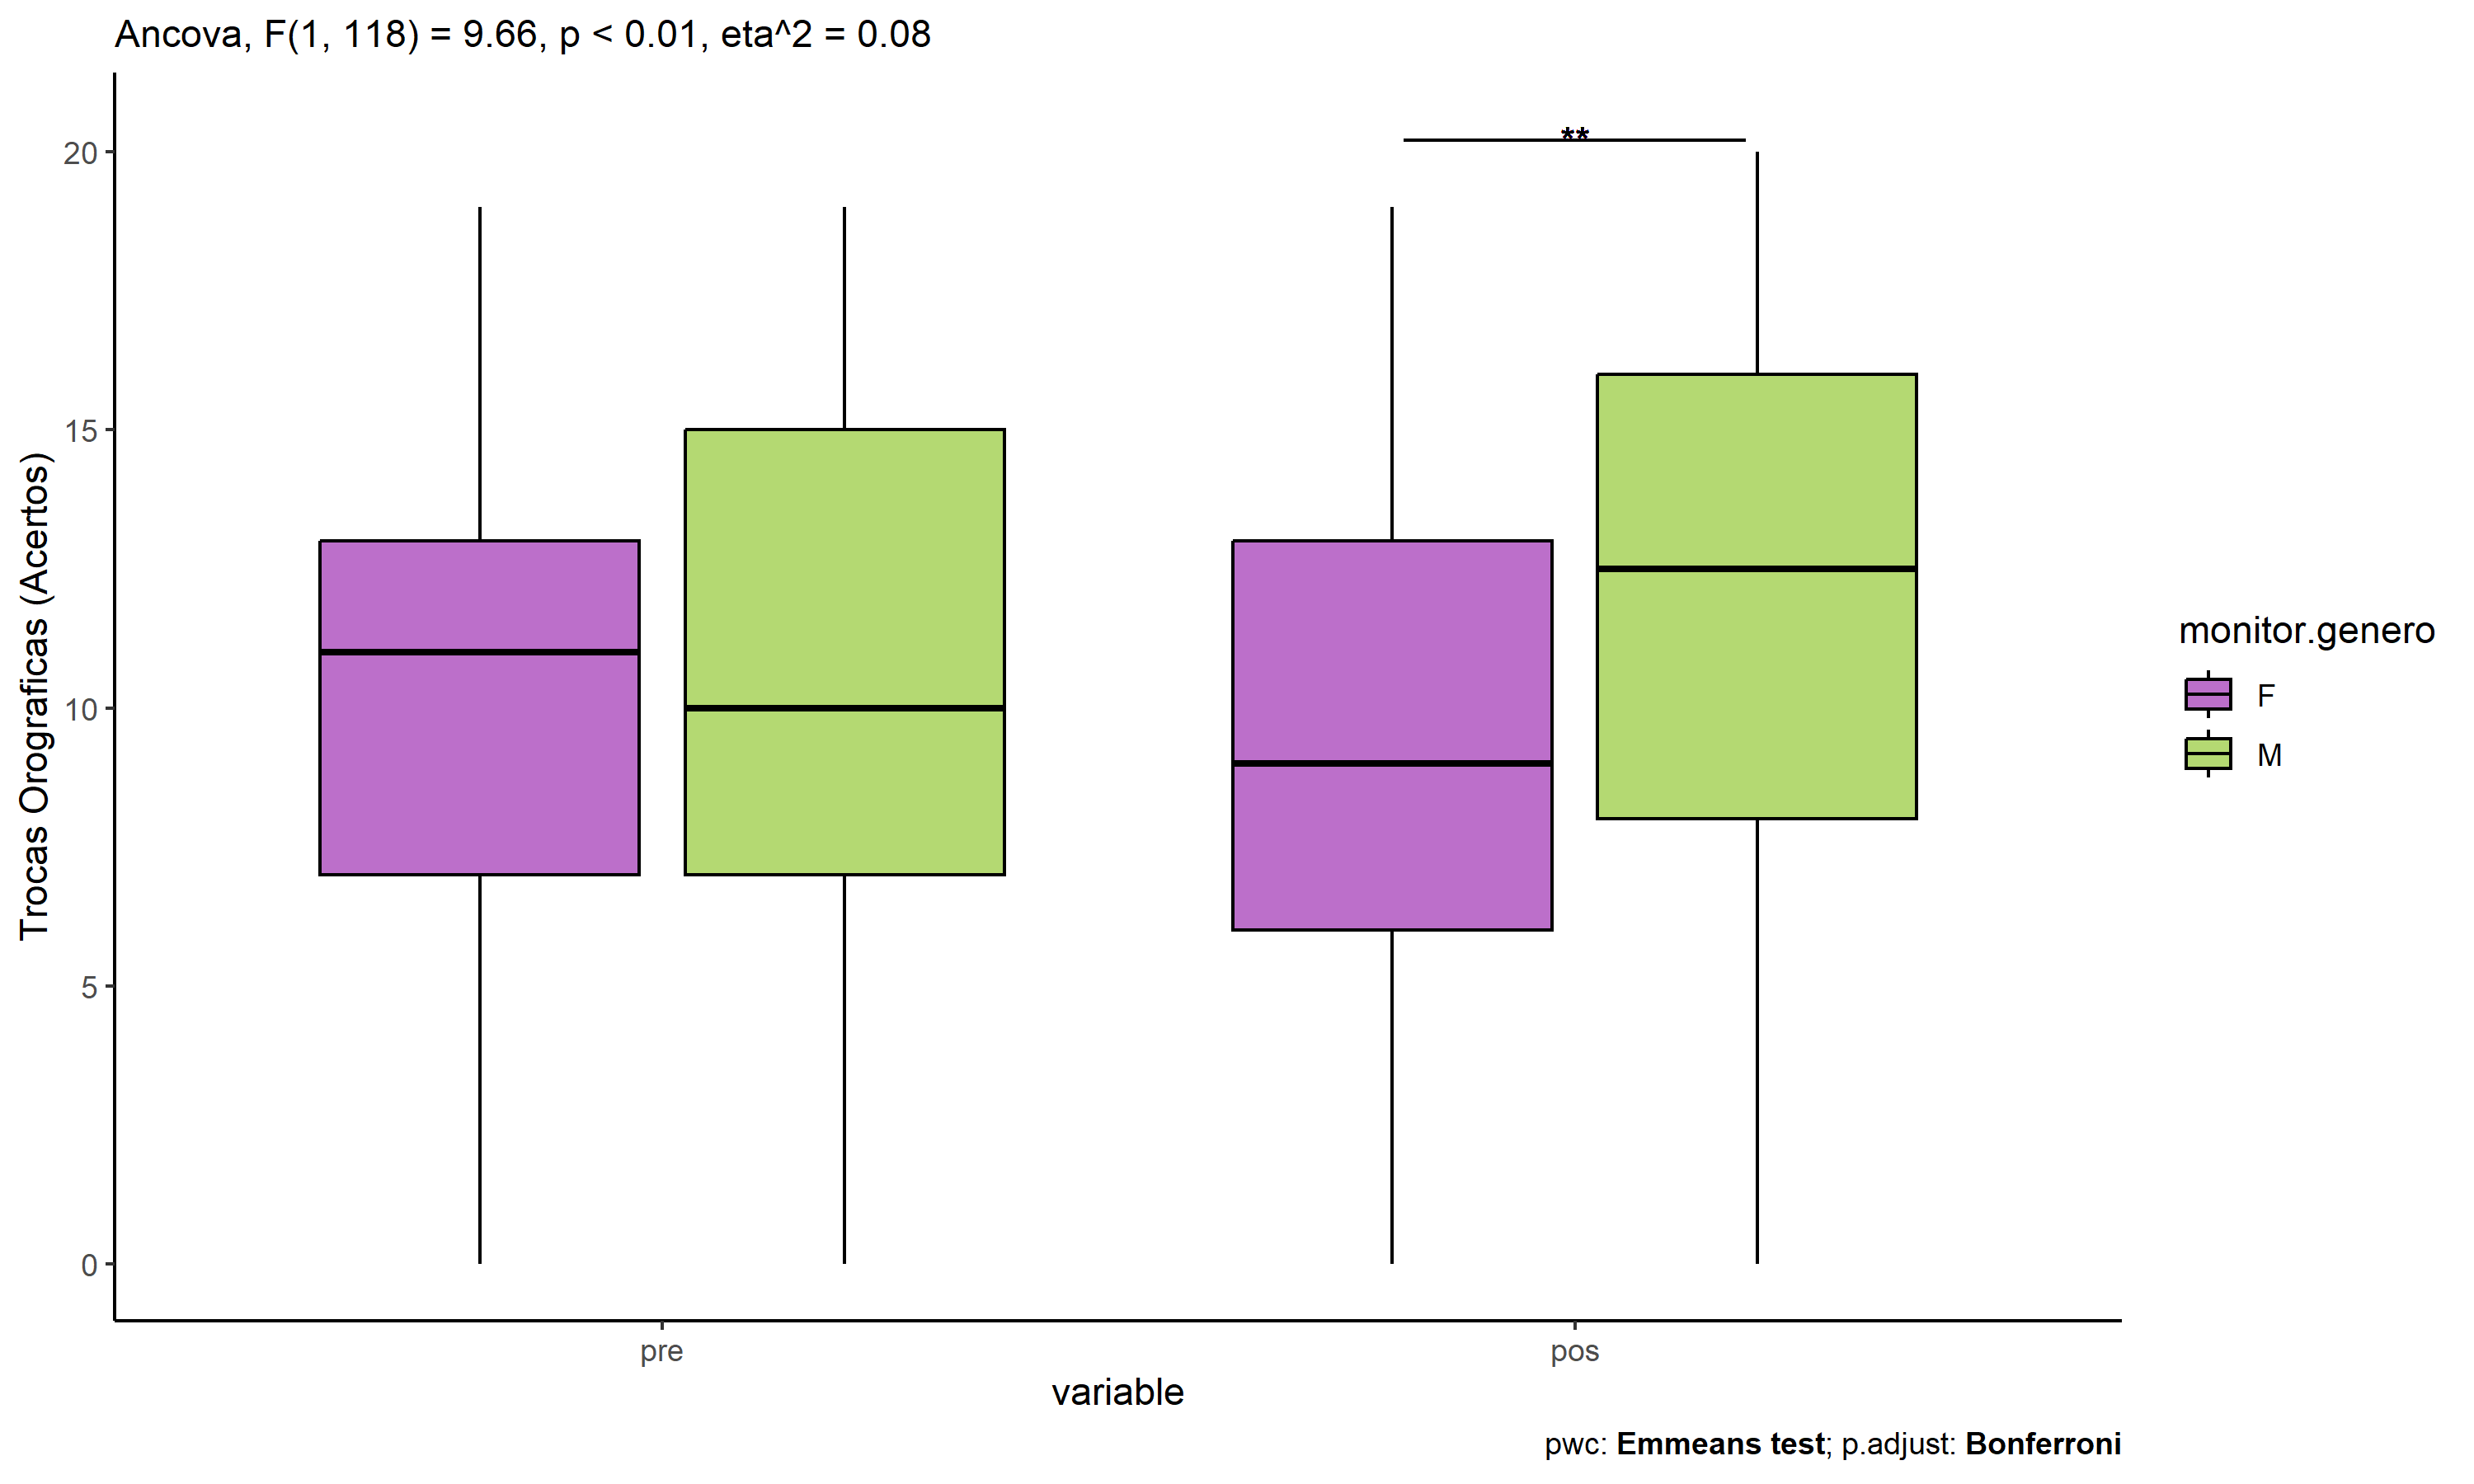 Ancova, F(1, 118) = 9.66, p < 0.01, eta^2 = 0.08
Trocas Orograficas (Acertos)
20
15
10
5
0
**
pre
pos
variable
monitor.genero
F
M
pwc: Emmeans test; p.adjust: Bonferroni